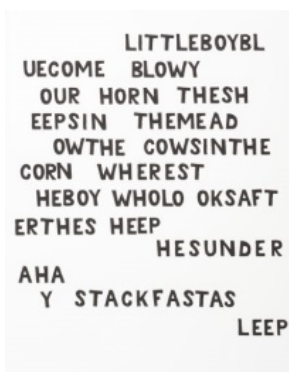 LITTLEBOYBL
UECOME BLOWY
OUR HORN THESH
EEPSIN THEMEAD
OWTHE COWSINTHE
CORN WHEREST
HEBOY WHOLO OKSAFT
ERTHES HEEP
HESUNDER
AHA
Y STACKFASTAS
LEEP